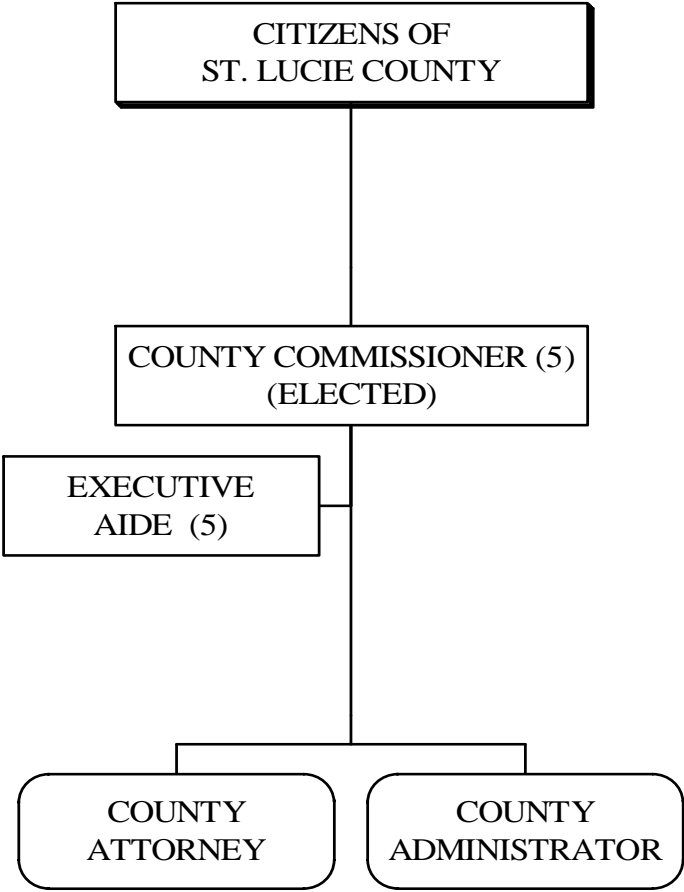 CITIZENS OF
ST. LUCIE COUNTY
COUNTY COMMISSIONER (5)
(ELECTED)
EXECUTIVE
AIDE (5)
COUNTY
ATTORNEY
COUNTY
ADMINISTRATOR